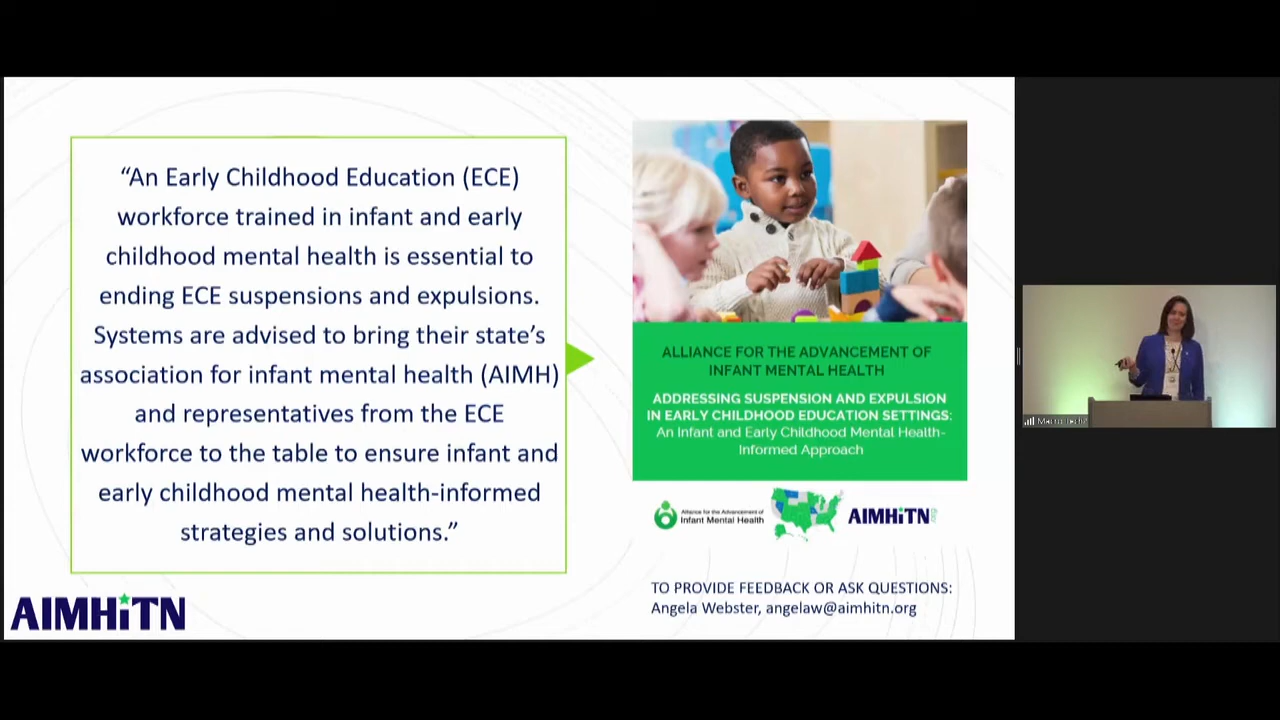 “An Early Childhood Education (ECE)
workforce trained in infant and early
childhood mental health is essential to
ending ECE suspensions and expulsions.
Systems are advised to bring their state’s
association for infant mental health (AIMH)
and representatives from the ECE
workforce to the table to ensure infant and
early childhood mental health-informed
strategies and solutions.”
AIMHiTN
ALLIANCE FOR THE ADVANCEMENT OF
INFANT MENTAL HEALTH
ADDRESSING SUSPENSION AND EXPULSION
IN EARLY CHILDHOOD EDUCATION SETTINGS:
An Infant and Early Childhood Mental Health-
Informed Approach
Alliance for the Advancement of
Infant Mental Health
AIMHiTN
TO PROVIDE FEEDBACK OR ASK QUESTIONS:
Angela Webster, angelaw@aimhitn.org